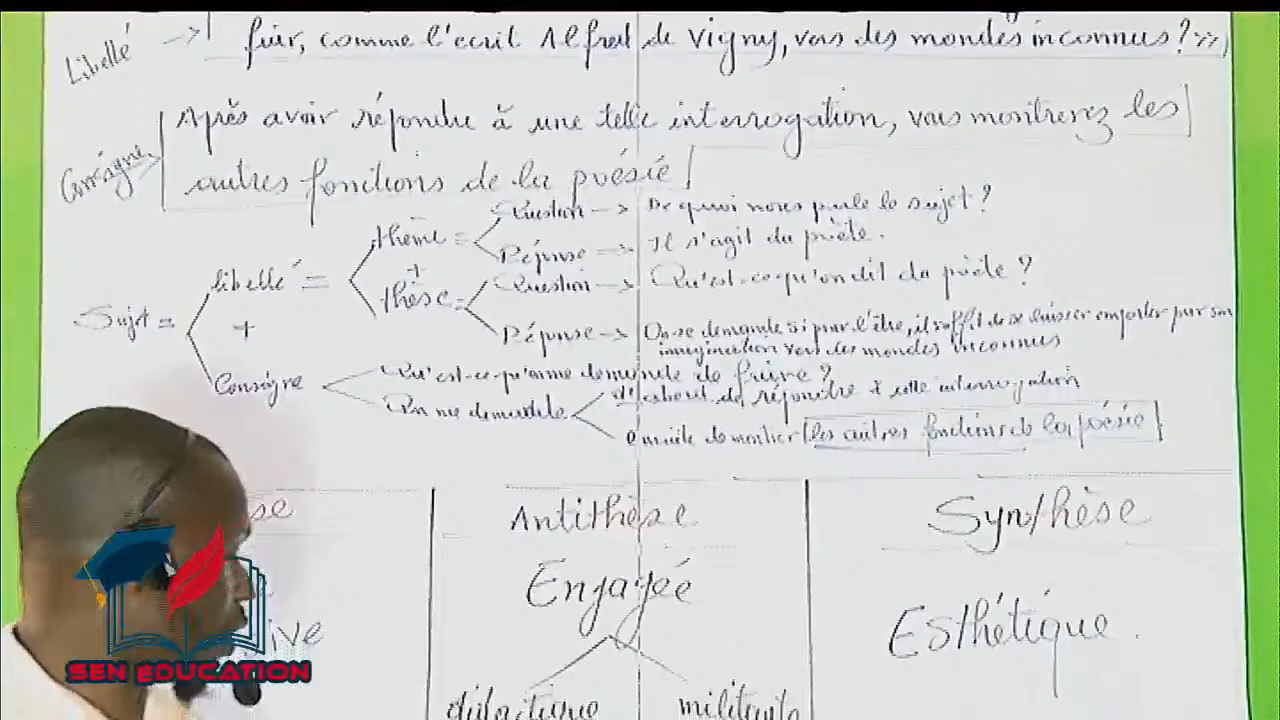 Libellé
fuir, comme l'écrit Alfred de Vigny, vers des mondes inconnus ? »)
Consigne
Après avoir répondu à une telle interrogation, vous montrerez les
autres fonctions de la poésie
Sujet =
libellé =
+
Consigne
thème =
+
thèse =
Question → De quoi nous parle le sujet ?
Réponse → Il s'agit du poète.
Question → Qu'est-ce qu'on dit du poète ?
Réponse → On se demande si pour l'être, il suffit de se laisser emporter par son
imagination vers des mondes inconnus
Qu'est-ce-qu'on me demande de faire ?
On me demande
d'abord de répondre à cette interrogation
ensuite de montrer les autres fonctions de la poésie
Antithèse
Synthèse
Engagée
Esthétique.
didactique
militante
SEN EDUCATION